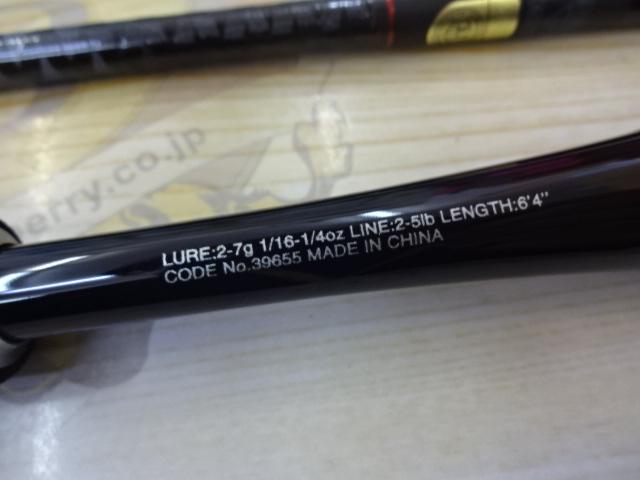 erry.co.jp
LURE:2-7g 1/16-1/4oz LINE:2-5lb LENGTH:6'4"
CODE No.39655 MADE IN CHINA